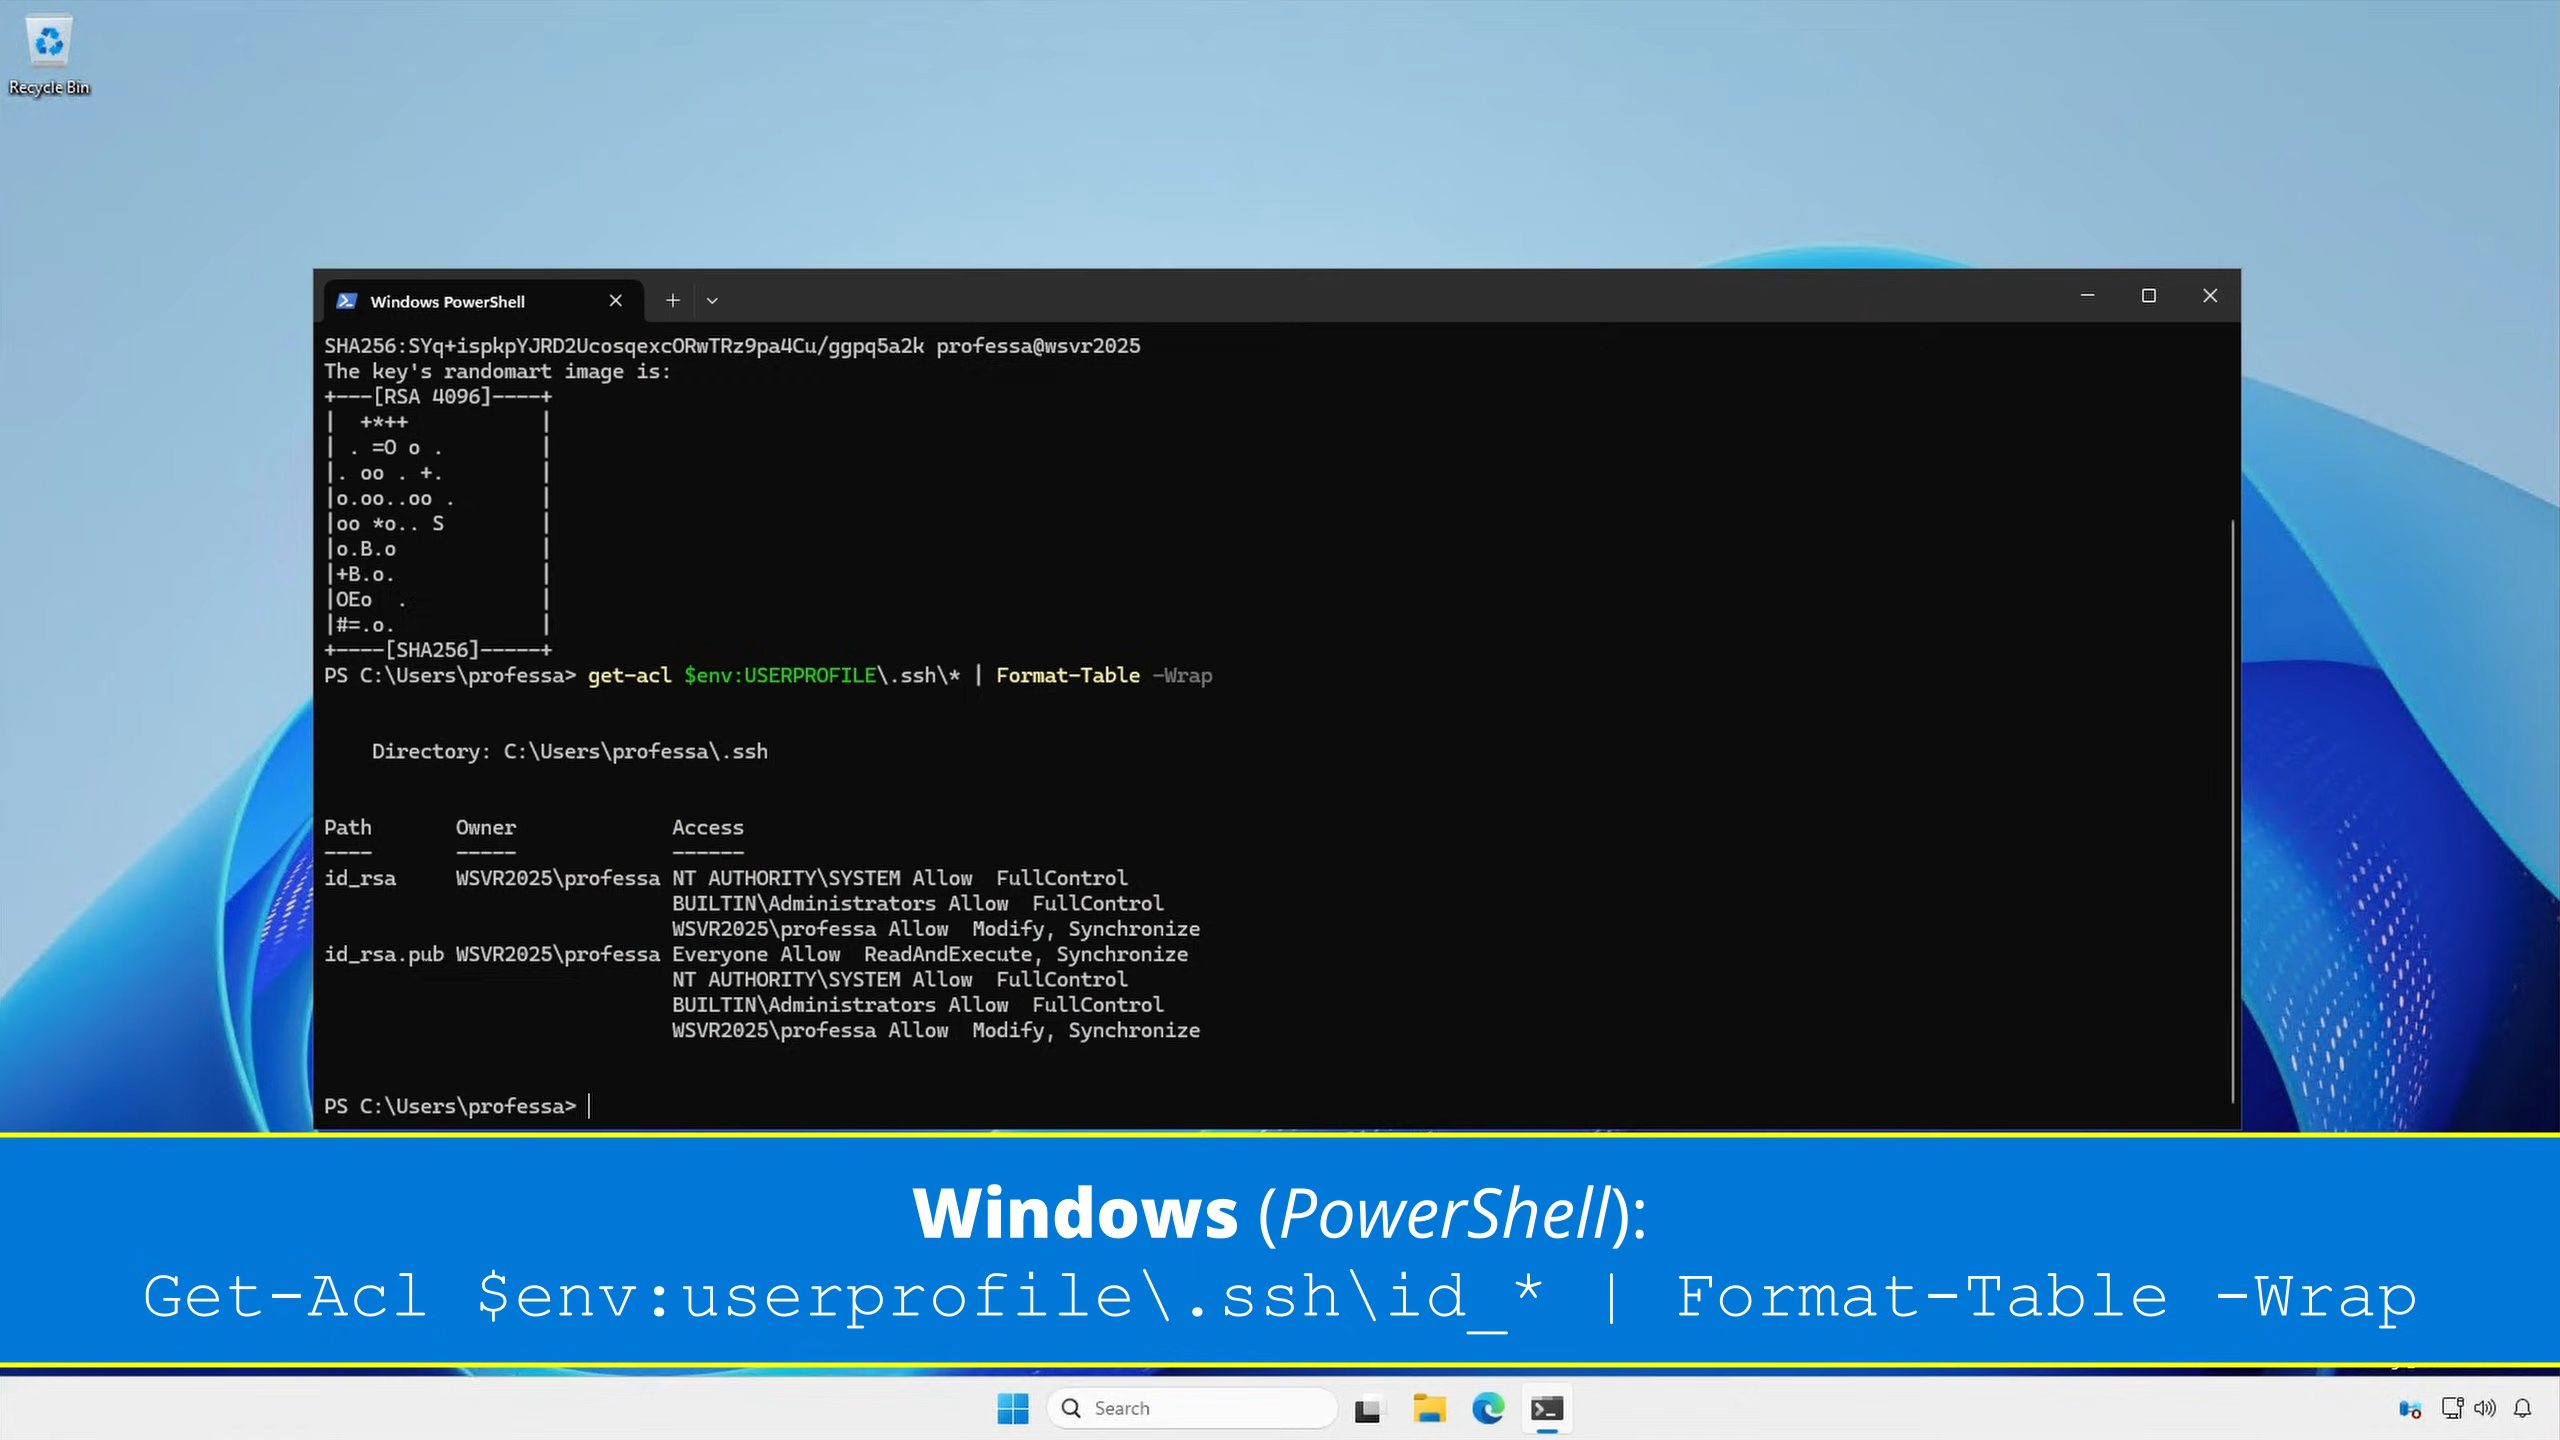 Recycle Bin
Windows PowerShell
SHA256:SYq+ispkpYJRD2UcosqexcORwTRz9pa4Cu/ggpq5a2k professa@wsvr2025
The key's randomart image is:
+---[RSA 4096]----+
|  +*++           |
| . =O o .        |
|. oo . +.        |
|o.oo..oo .       |
|oo *o.. S        |
|o.B.o            |
|+B.o.            |
|OEo  .           |
|#=.o.            |
+----[SHA256]-----+
PS C:\Users\professa> get-acl $env:USERPROFILE\.ssh\* | Format-Table -Wrap
Directory: C:\Users\professa\.ssh
Path Owner Access
---- ----- ------
id_rsa WSVR2025\professa NT AUTHORITY\SYSTEM Allow FullControl
BUILTIN\Administrators Allow FullControl
WSVR2025\professa Allow Modify, Synchronize
id_rsa.pub WSVR2025\professa Everyone Allow ReadAndExecute, Synchronize
NT AUTHORITY\SYSTEM Allow FullControl
BUILTIN\Administrators Allow FullControl
WSVR2025\professa Allow Modify, Synchronize
PS C:\Users\professa>
Windows (PowerShell):
Get-Acl $env:userprofile\.ssh\id_* | Format-Table -Wrap
Search